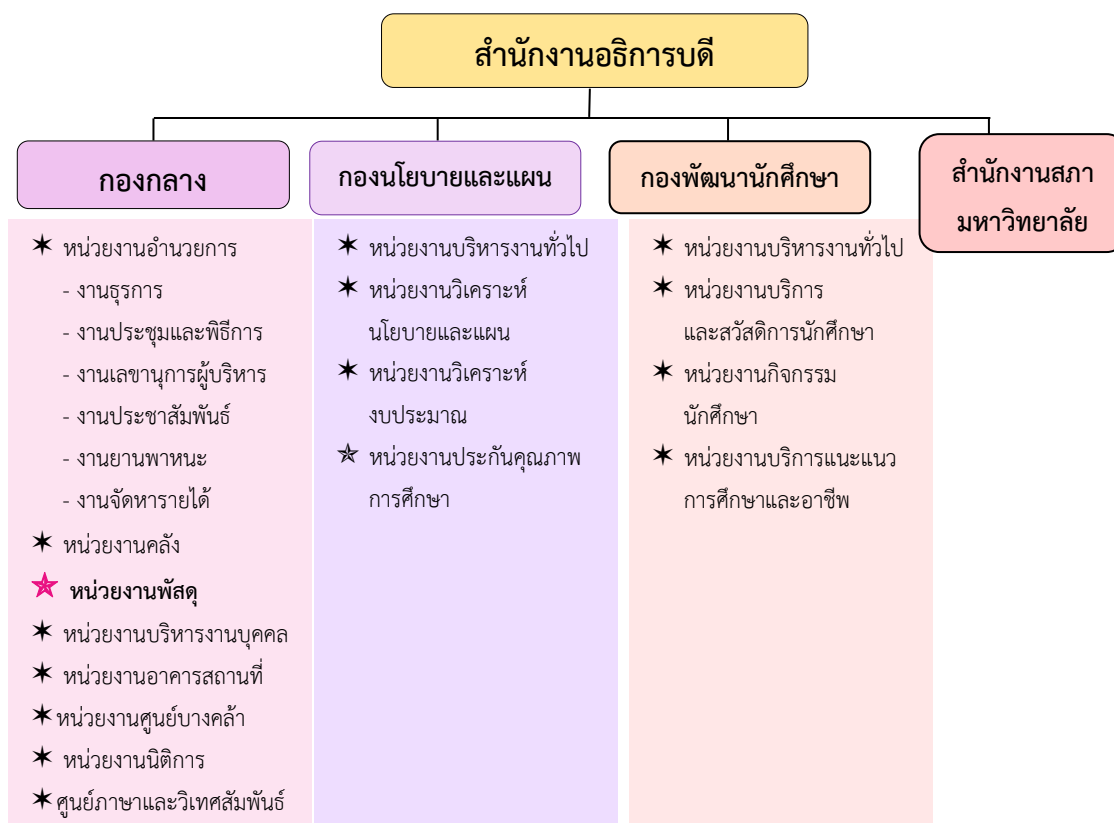 สำนักงานอธิการบดี
กองกลาง
กองนโยบายและแผน
กองพัฒนานักศึกษา
สำนักงานสภา
มหาวิทยาลัย
หน่วยงานอำนวยการ
- งานธุรการ
- งานประชุมและพิธีการ
- งานเลขานุการผู้บริหาร
- งานประชาสัมพันธ์
- งานยานพาหนะ
- งานจัดหารายได้
หน่วยงานคลัง
หน่วยงานพัสดุ
หน่วยงานบริหารงานบุคคล
หน่วยงานอาคารสถานที่
หน่วยงานศูนย์บางคล้า
หน่วยงานนิติการ
ศูนย์ภาษาและวิเทศสัมพันธ์
หน่วยงานบริหารงานทั่วไป
หน่วยงานวิเคราะห์
นโยบายและแผน
หน่วยงานวิเคราะห์
งบประมาณ
หน่วยงานประกันคุณภาพ
การศึกษา
หน่วยงานบริหารงานทั่วไป
หน่วยงานบริการ
และสวัสดิการนักศึกษา
หน่วยงานกิจกรรม
นักศึกษา
หน่วยงานบริการแนะแนว
การศึกษาและอาชีพ